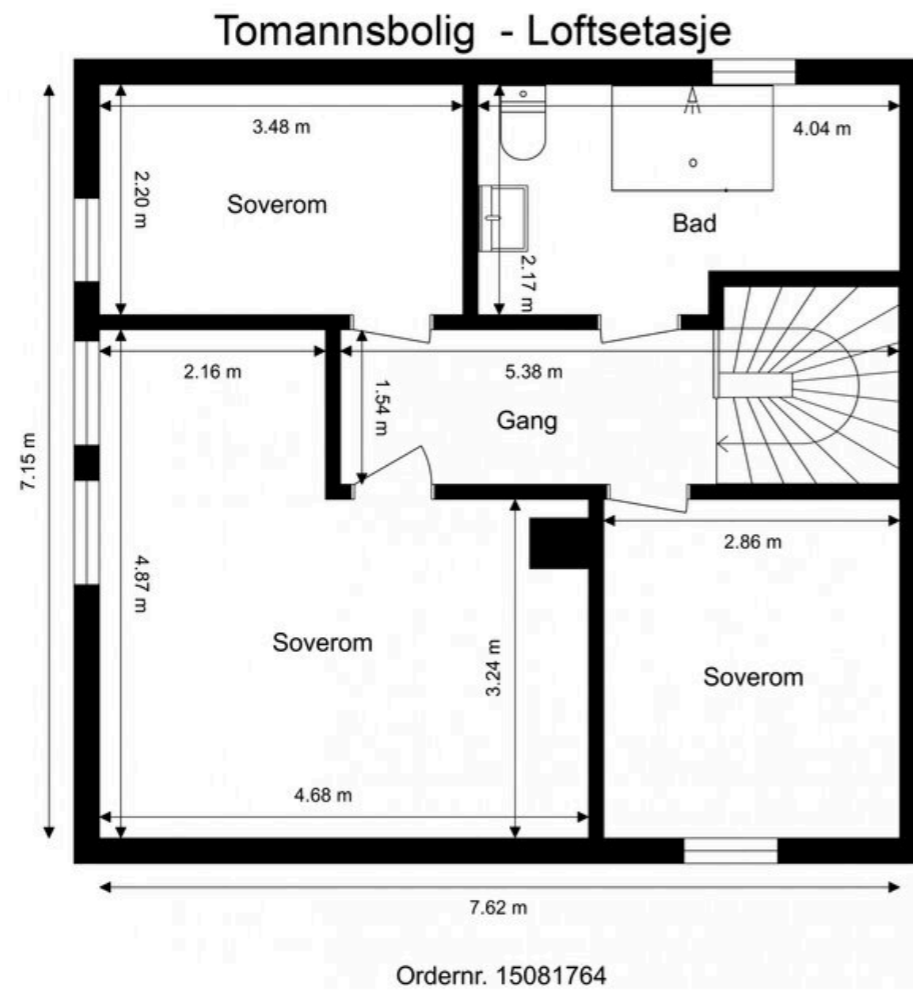 Tomannsbolig - Loftsetasje
3.48 m
4.04 m
2.20 m
Soverom
Bad
2.17 m
2.16 m
5.38 m
1.54 m
Gang
7.15 m
2.86 m
4.87 m
Soverom
3.24 m
Soverom
4.68 m
7.62 m
Ordernr. 15081764